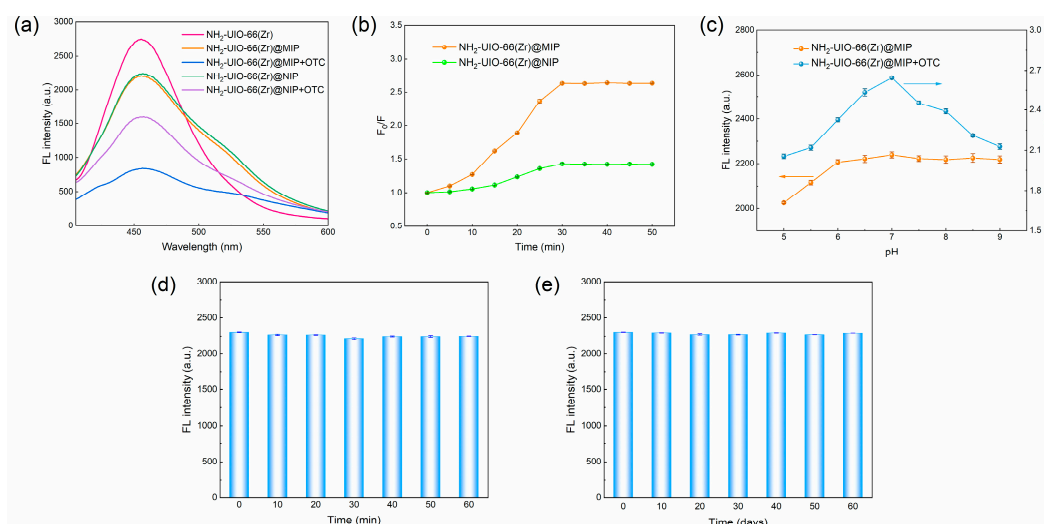 (a)
3000
2500
2000
1500
1000
500
0
FL intensity (a.u.)
NH2-UIO-66(Zr)
NH2-UIO-66(Zr)@MIP
NH2-UIO-66(Zr)@MIP+OTC
NH2-UIO-66(Zr)@NIP
NH2-UIO-66(Zr)@NIP+OTC
450 500 550 600
Wavelength (nm)
(b)
3.5
3.0
2.5
2.0
1.5
1.0
0.5
F0/F
NH2-UIO-66(Zr)@MIP
NH2-UIO-66(Zr)@NIP
0 10 20 30 40 50
Time (min)
(c)
2800
2600
2400
2200
2000
FL intensity (a.u.)
NH2-UIO-66(Zr)@MIP
NH2-UIO-66(Zr)@MIP+OTC
3.0
2.7
2.4
2.1
1.8
1.5
5 6 7 8 9
pH
(d)
3000
2500
2000
1500
1000
500
0
FL intensity (a.u.)
0 10 20 30 40 50 60
Time (min)
(e)
3000
2500
2000
1500
1000
500
0
FL intensity (a.u.)
0 10 20 30 40 50 60
Time (days)